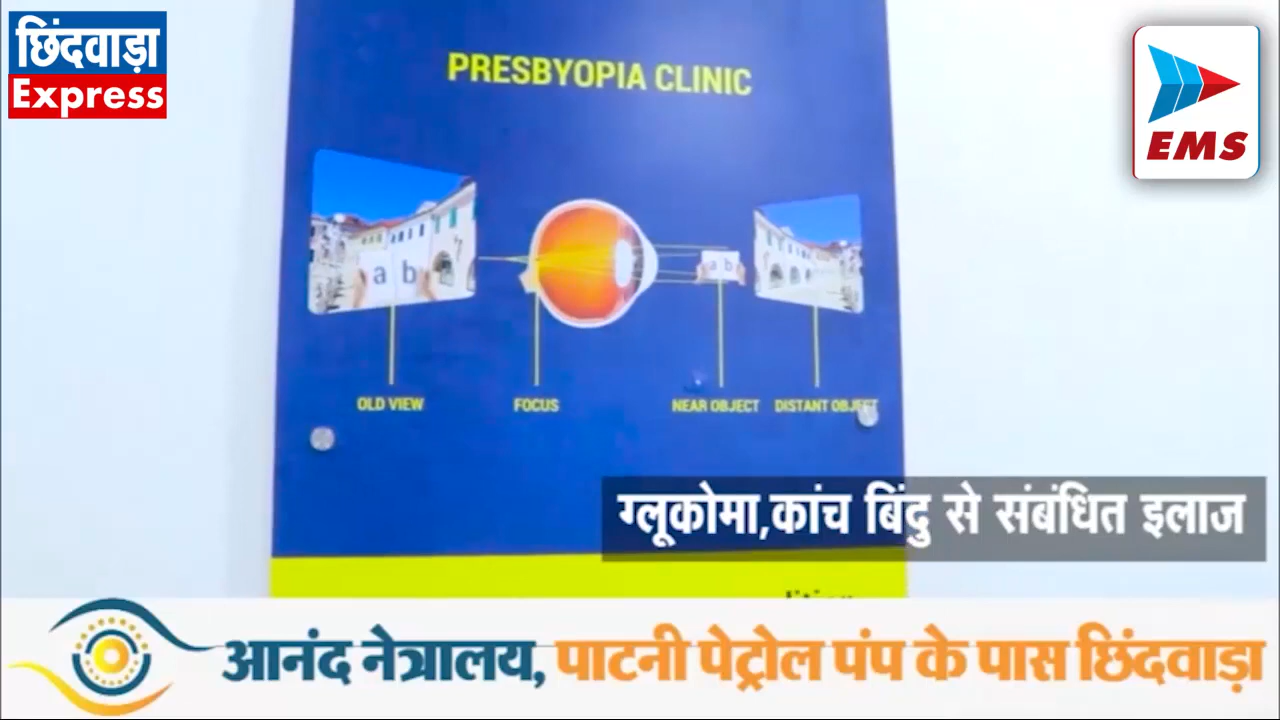 छिंदवाड़ा
Express
EMS
PRESBYOPIA CLINIC
a b
a b
OLD VIEW
FOCUS
NEAR OBJECT
DISTANT OBJECT
ग्लूकोमा,कांच बिंदु से संबंधित इलाज
आनंद नेत्रालय, पाटनी पेट्रोल पंप के पास छिंदवाड़ा